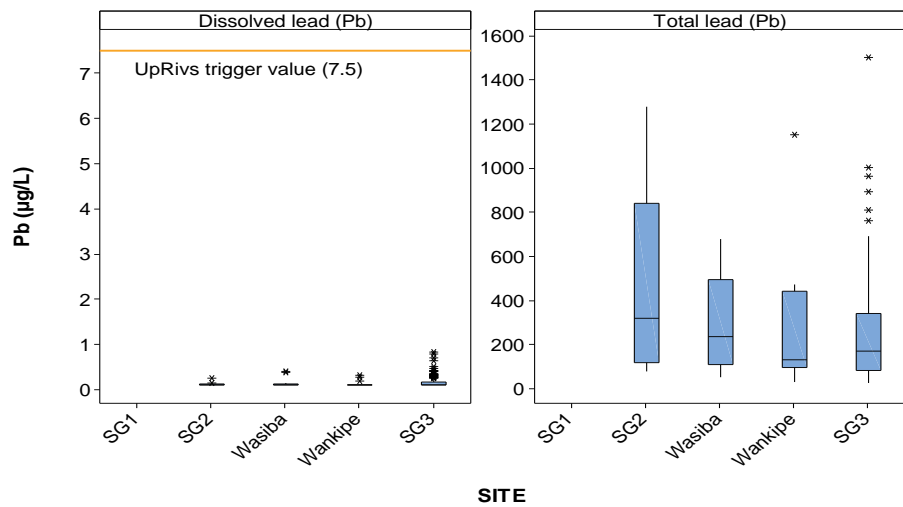 Dissolved lead (Pb)
Total lead (Pb)
UpRivs trigger value (7.5)
Pb (µg/L)
7
6
5
4
3
2
1
0
1600
1400
1200
1000
800
600
400
200
0
SG1
SG2
Wasiba
Wankipe
SG3
SG1
SG2
Wasiba
Wankipe
SG3
SITE